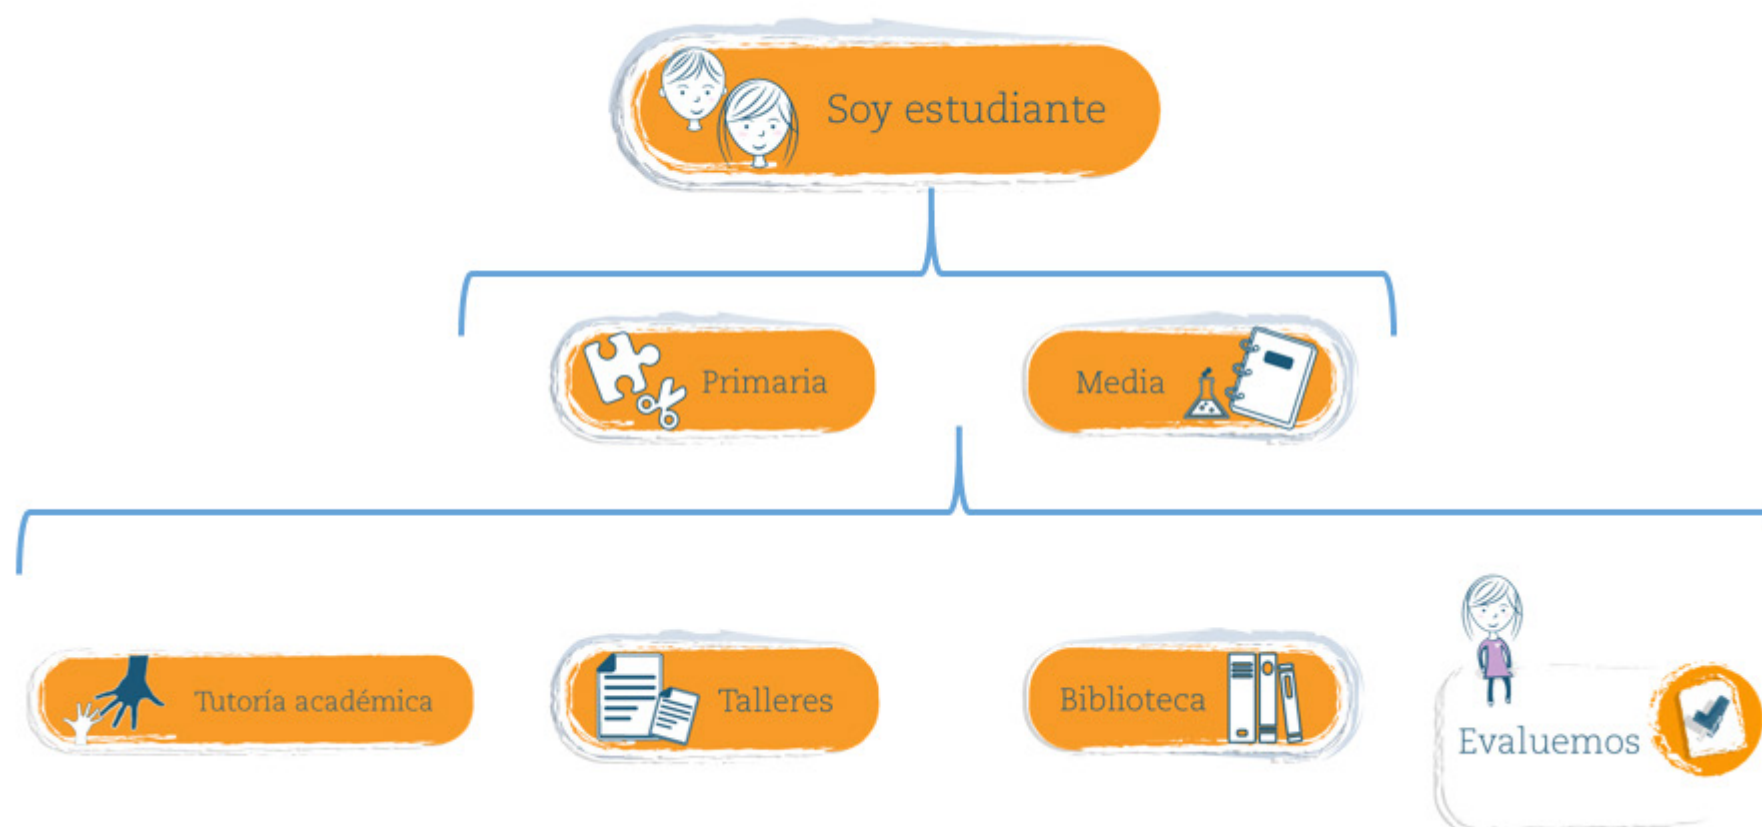 Soy estudiante
Primaria
Media
Tutoría académica
Talleres
Biblioteca
Evaluemos